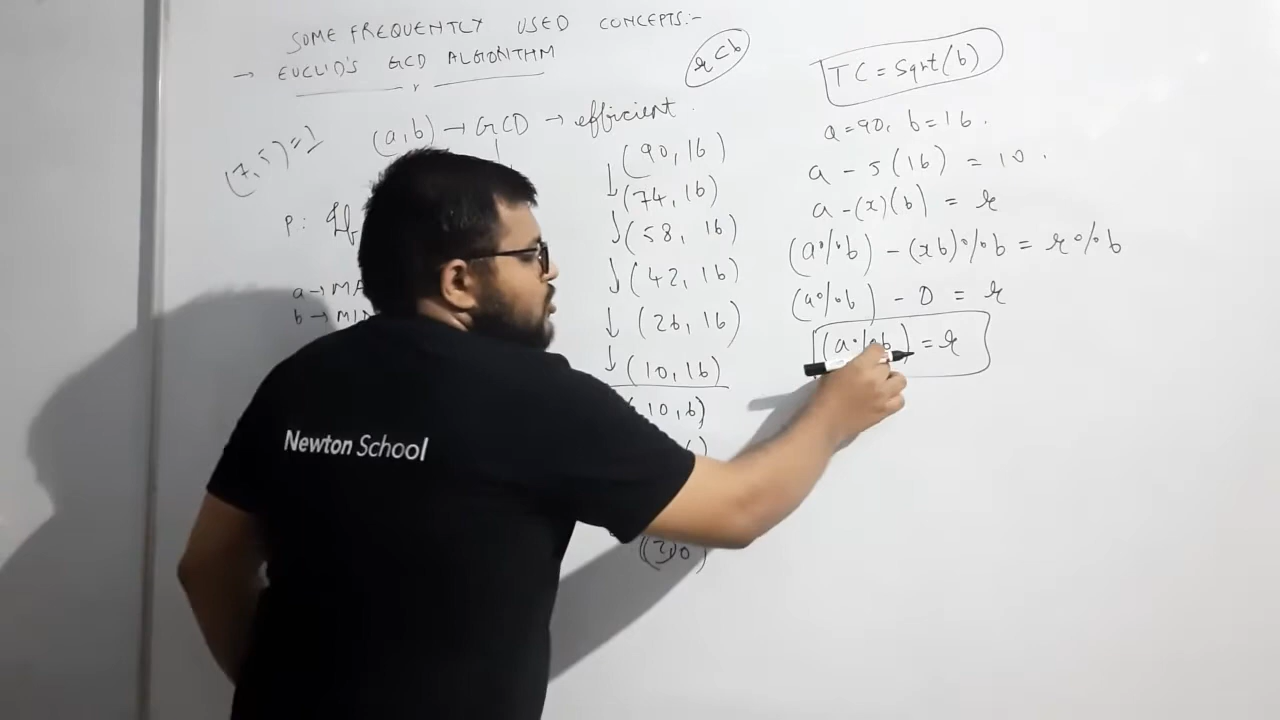 SOME FREQUENTLY USED CONCEPTS:-
→ EUCLID'S GCD ALGORITHM
(a,b) → GCD → efficient.
(7,5)=1
P: If
a → MA
b → MIN
r<b
(90,16)
↓(74,16)
↓(58, 16)
↓(42,16)
↓(26,16)
↓(10,16)
10,6)
(2,0)
TC = Sqrt(b)
a=90, b=16.
a - 5(16) = 10.
a-(x)(b) = r
(a%b) - (xb)%b = r%b
(a%b) - 0 = r
(a%b) = r
Newton School